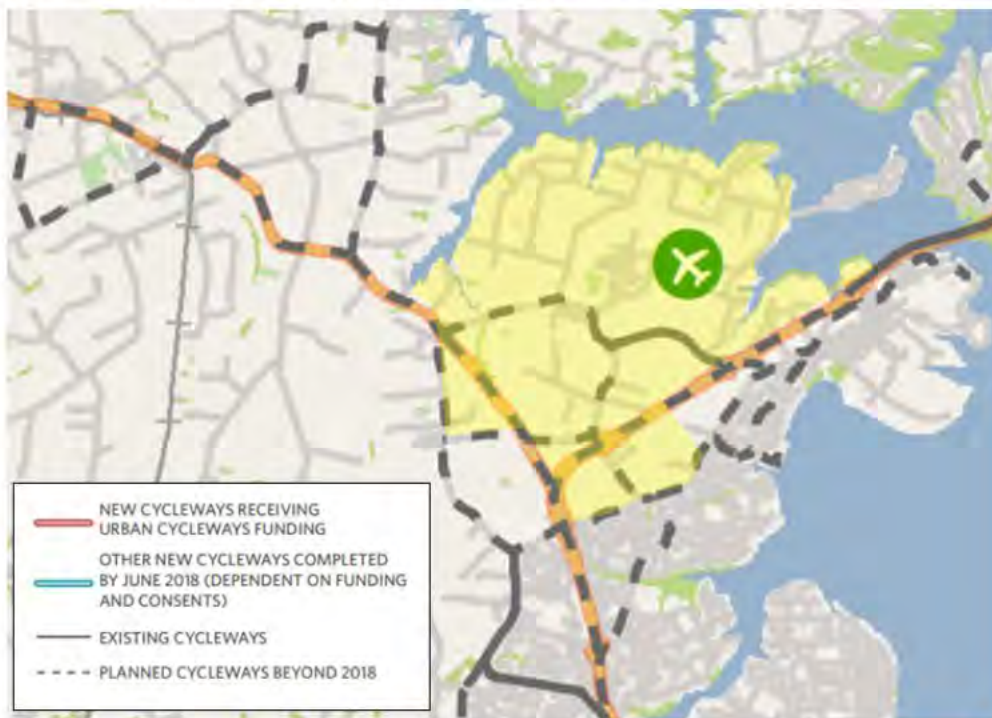 NEW CYCLEWAYS RECEIVING
URBAN CYCLEWAYS FUNDING
OTHER NEW CYCLEWAYS COMPLETED
BY JUNE 2018 (DEPENDENT ON FUNDING
AND CONSENTS)
EXISTING CYCLEWAYS
PLANNED CYCLEWAYS BEYOND 2018